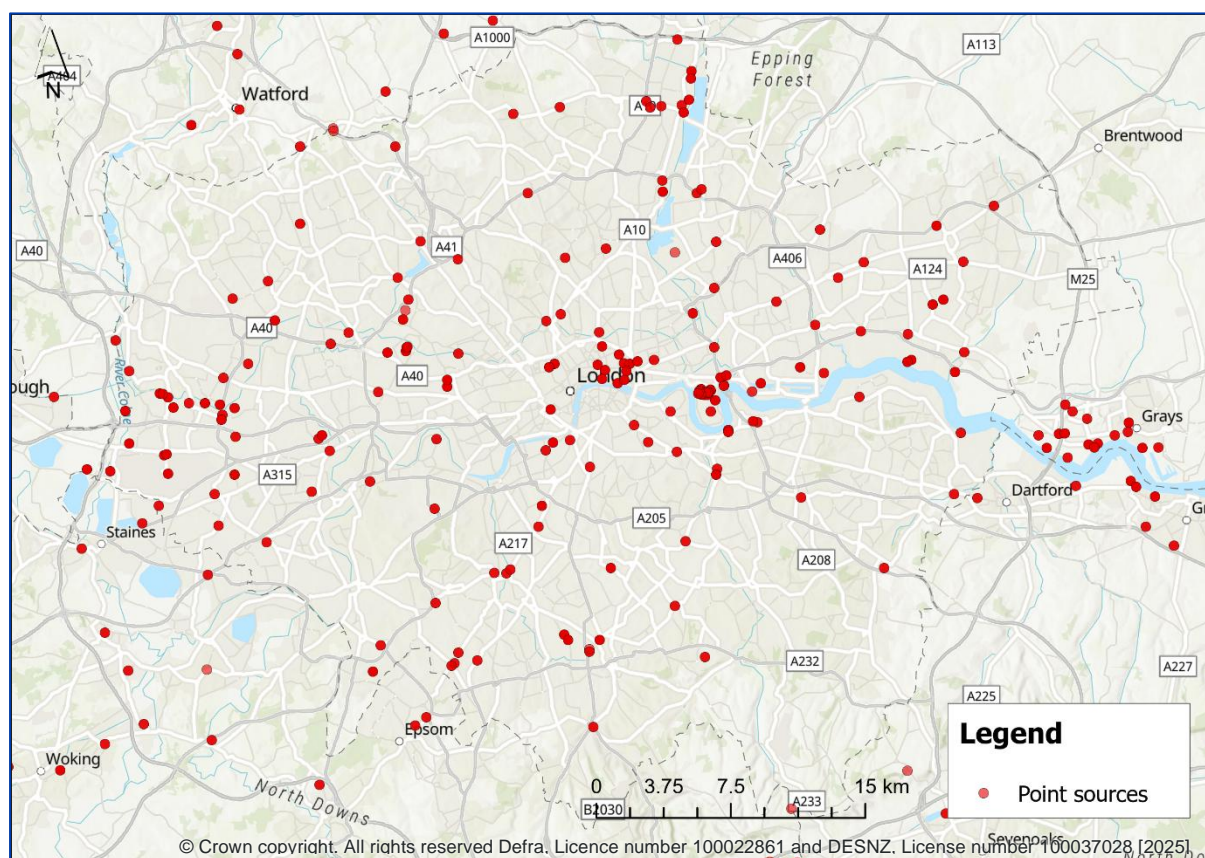 A1000
A113
Epping
Forest
A404
N
Watford
Brentwood
A10
A41
A40
A406
A124
M25
A40
River Colne
ough
A40
London
Grays
A315
Dartford
A205
Staines
A217
A208
A232
A227
A225
Epsom
Legend
Woking
0 3.75 7.5 15 km
Point sources
North Downs
B2030
A233
Sevenoaks
© Crown copyright. All rights reserved Defra, Licence number 100022861 and DESNZ, License number 100037028 [2025]